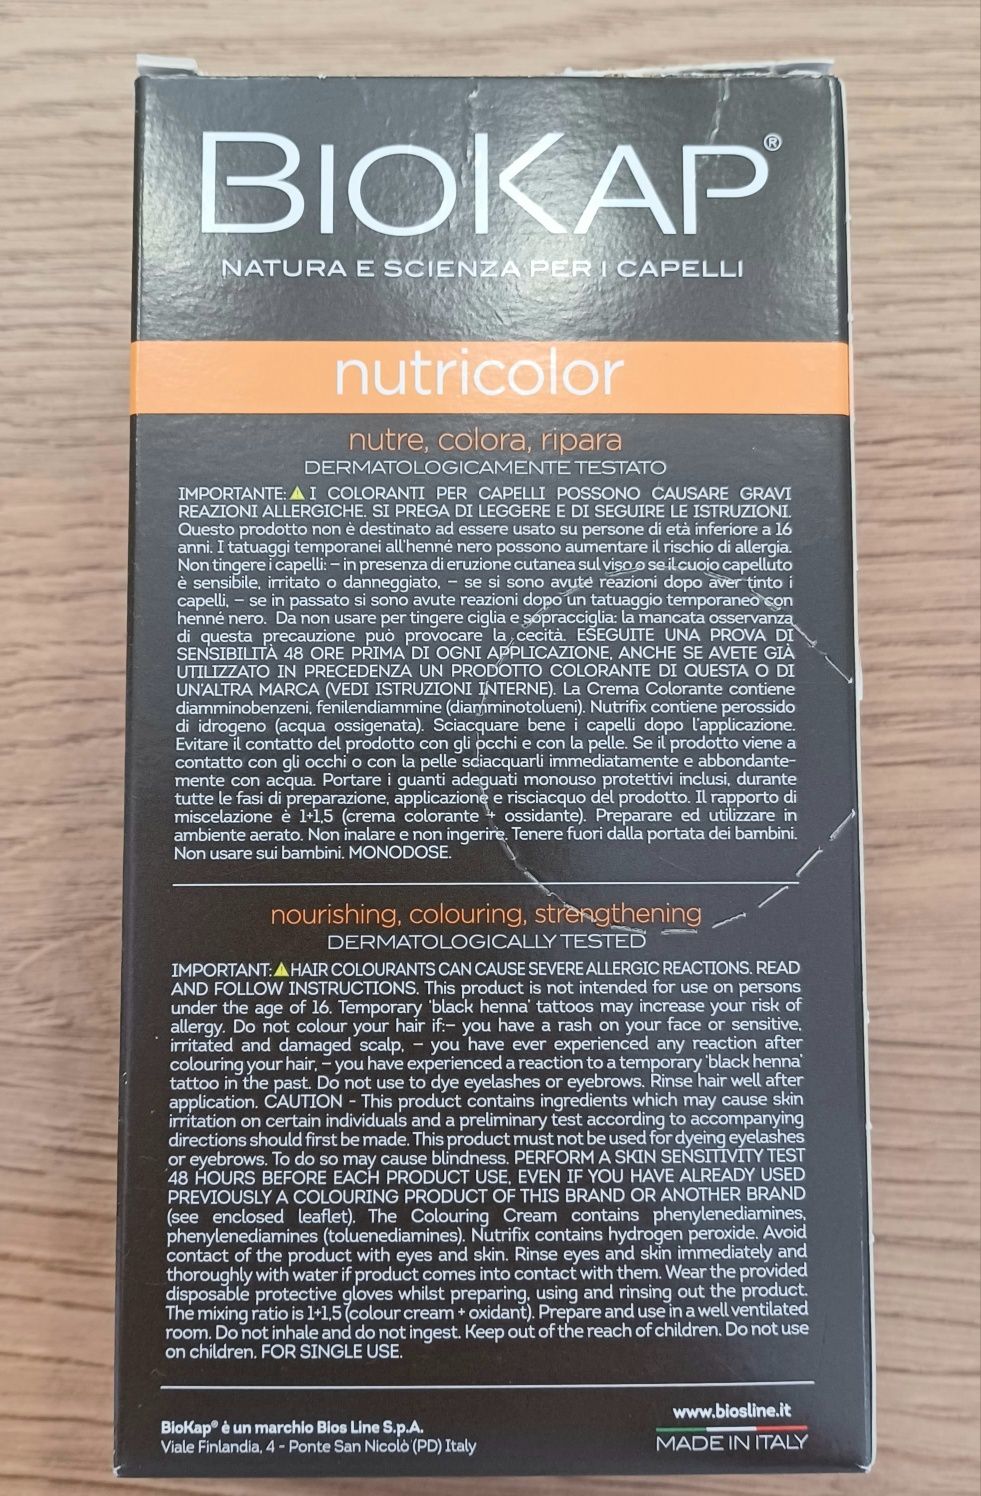 BIOKAP®
NATURA E SCIENZA PER I CAPELLI
nutricolor
nutre, colora, ripara
DERMATOLOGICAMENTE TESTATO
IMPORTANTE: I COLORANTI PER CAPELLI POSSONO CAUSARE GRAVI
REAZIONI ALLERGICHE. SI PREGA DI LEGGERE E DI SEGUIRE LE ISTRUZIONI.
Questo prodotto non è destinato ad essere usato su persone di età inferiore a 16
anni. I tatuaggi temporanei all'henné nero possono aumentare il rischio di allergia.
Non tingere i capelli: – in presenza di eruzione cutanea sul viso o se il cuoio capelluto
è sensibile, irritato o danneggiato, – se si sono avute reazioni dopo aver tinto i
capelli, – se in passato si sono avute reazioni dopo un tatuaggio temporaneo con
henné nero. Da non usare per tingere ciglia e sopracciglia: la mancata osservanza
di questa precauzione può provocare la cecità. ESEGUITE UNA PROVA DI
SENSIBILITÀ 48 ORE PRIMA DI OGNI APPLICAZIONE, ANCHE SE AVETE GIÀ
UTILIZZATO IN PRECEDENZA UN PRODOTTO COLORANTE DI QUESTA O DI
UN'ALTRA MARCA (VEDI ISTRUZIONI INTERNE). La Crema Colorante contiene
diamminobenzeni, fenilendiammine (diamminotolueni). Nutrifix contiene perossido
di idrogeno (acqua ossigenata). Sciacquare bene i capelli dopo l'applicazione.
Evitare il contatto del prodotto con gli occhi e con la pelle. Se il prodotto viene a
contatto con gli occhi o con la pelle sciacquarli immediatamente e abbondante-
mente con acqua. Portare i guanti adeguati monouso protettivi inclusi, durante
tutte le fasi di preparazione, applicazione e risciacquo del prodotto. Il rapporto di
miscelazione è 1+1,5 (crema colorante + ossidante). Preparare ed utilizzare in
ambiente aerato. Non inalare e non ingerire. Tenere fuori dalla portata dei bambini.
Non usare sui bambini. MONODOSE.
nourishing, colouring, strengthening
DERMATOLOGICALLY TESTED
IMPORTANT: HAIR COLOURANTS CAN CAUSE SEVERE ALLERGIC REACTIONS. READ
AND FOLLOW INSTRUCTIONS. This product is not intended for use on persons
under the age of 16. Temporary 'black henna' tattoos may increase your risk of
allergy. Do not colour your hair if:– you have a rash on your face or sensitive,
irritated and damaged scalp, – you have ever experienced any reaction after
colouring your hair, – you have experienced a reaction to a temporary 'black henna'
tattoo in the past. Do not use to dye eyelashes or eyebrows. Rinse hair well after
application. CAUTION - This product contains ingredients which may cause skin
irritation on certain individuals and a preliminary test according to accompanying
directions should first be made. This product must not be used for dyeing eyelashes
or eyebrows. To do so may cause blindness. PERFORM A SKIN SENSITIVITY TEST
48 HOURS BEFORE EACH PRODUCT USE, EVEN IF YOU HAVE ALREADY USED
PREVIOUSLY A COLOURING PRODUCT OF THIS BRAND OR ANOTHER BRAND
(see enclosed leaflet). The Colouring Cream contains phenylenediamines,
phenylenediamines (toluenediamines). Nutrifix contains hydrogen peroxide. Avoid
contact of the product with eyes and skin. Rinse eyes and skin immediately and
thoroughly with water if product comes into contact with them. Wear the provided
disposable protective gloves whilst preparing, using and rinsing out the product.
The mixing ratio is 1+1,5 (colour cream + oxidant). Prepare and use in a well ventilated
room. Do not inhale and do not ingest. Keep out of the reach of children. Do not use
on children. FOR SINGLE USE.
BioKap® è un marchio Bios Line S.p.A.
Viale Finlandia, 4 - Ponte San Nicolò (PD) Italy
www.biosline.it
MADE IN ITALY